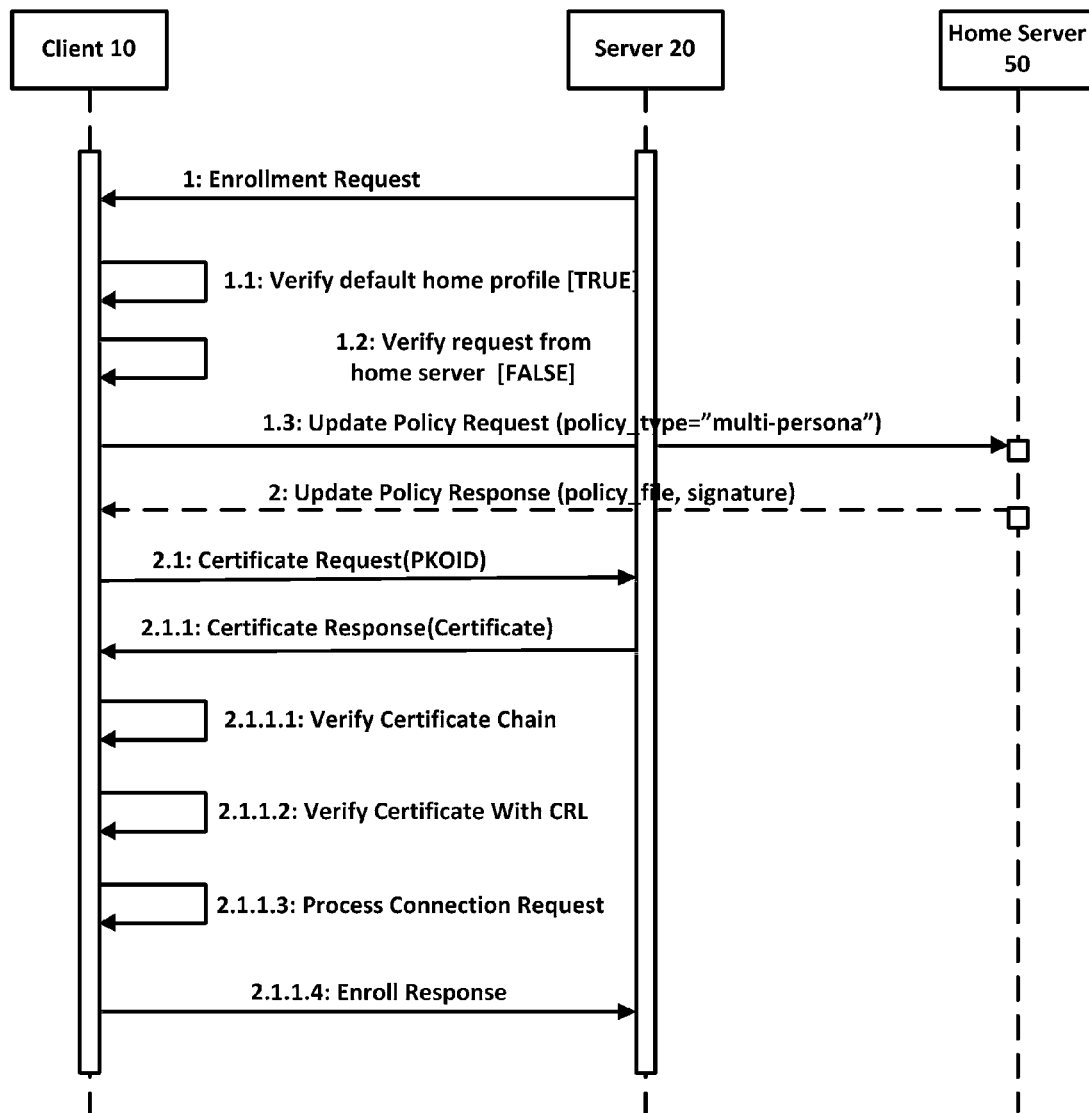 Client 10
Server 20
Home Server
50
1: Enrollment Request
1.1: Verify default home profile [TRUE]
1.2: Verify request from
home server [FALSE]
1.3: Update Policy Request (policy_type=”multi-persona”)
2: Update Policy Response (policy_file, signature)
2.1: Certificate Request(PKOID)
2.1.1: Certificate Response(Certificate)
2.1.1.1: Verify Certificate Chain
2.1.1.2: Verify Certificate With CRL
2.1.1.3: Process Connection Request
2.1.1.4: Enroll Response